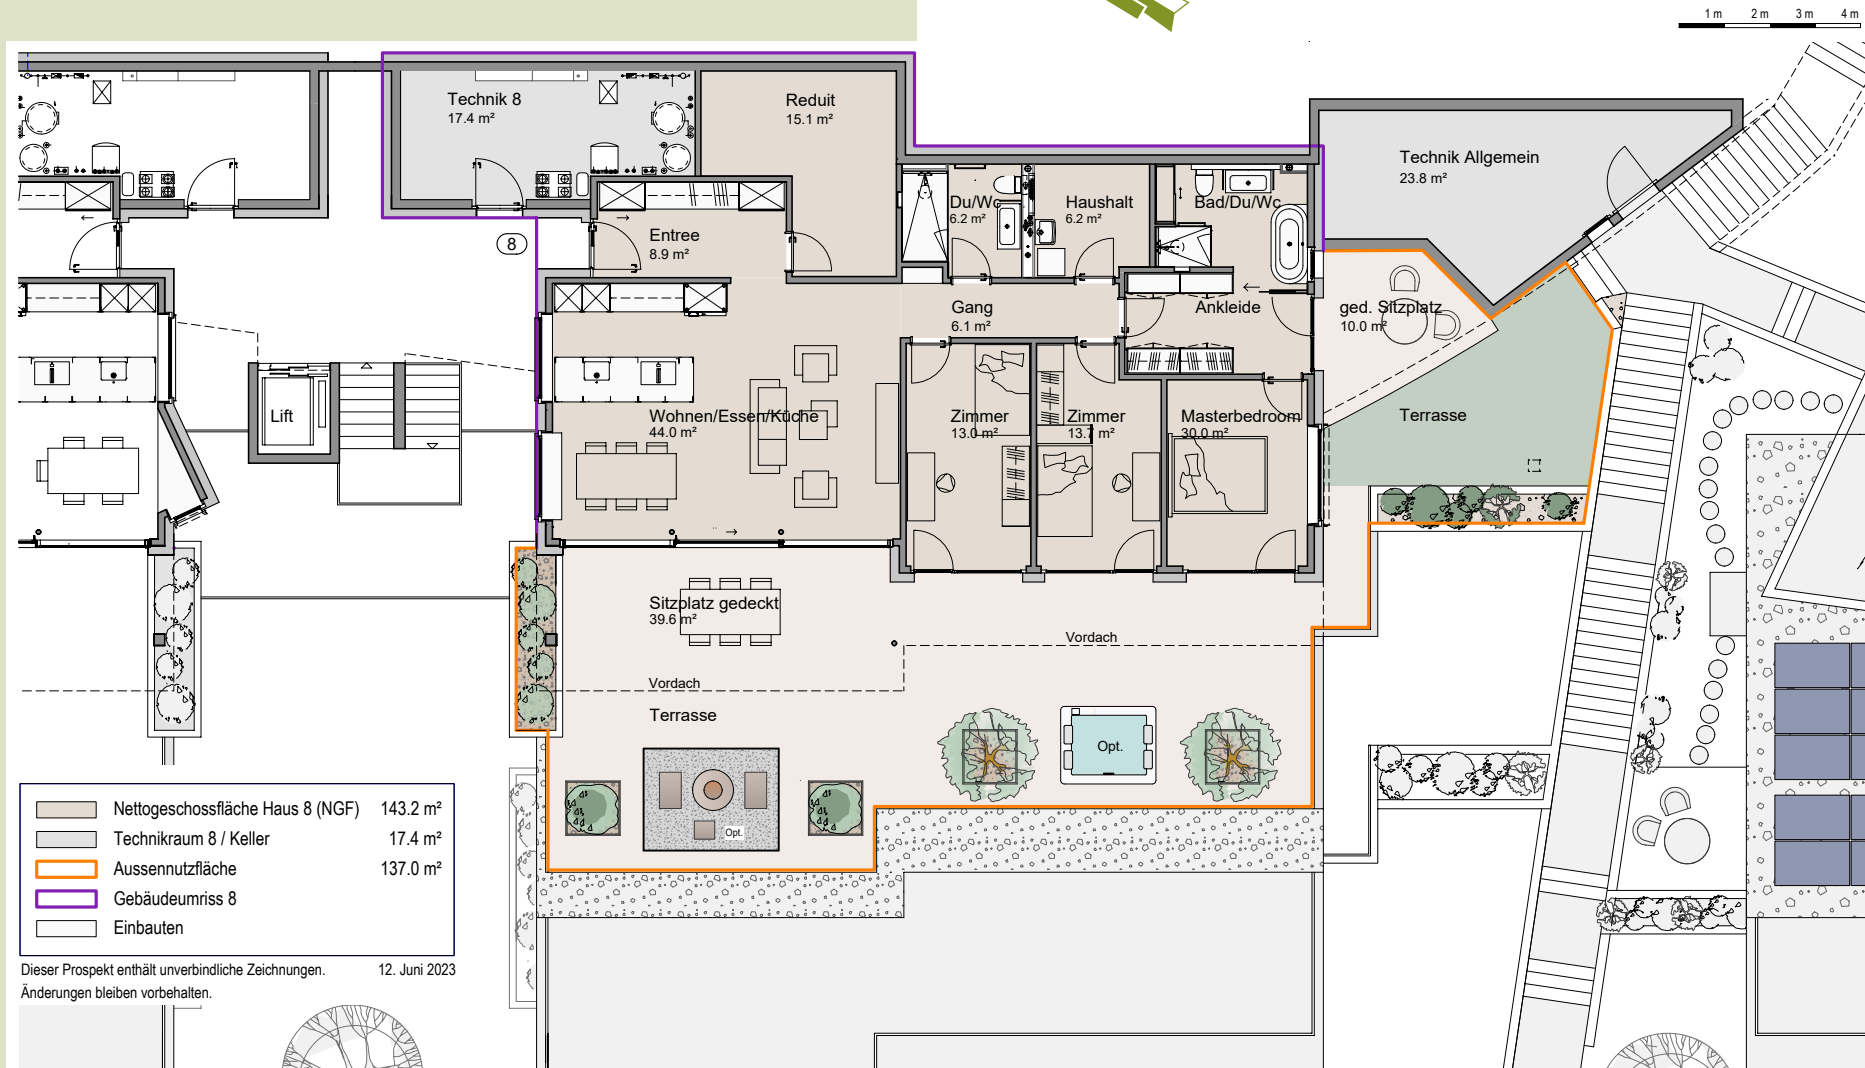 1 m 2 m 3 m 4 m
Technik 8
17.4 m²
Reduit
15.1 m²
Technik Allgemein
23.8 m²
Du/Wc
6.2 m²
Haushalt
6.2 m²
Bad/Du/Wc
8
Entree
8.9 m²
Gang
6.1 m²
Ankleide
ged. Sitzplatz
10.0 m²
Lift
Wohnen/Essen/Küche
44.0 m²
Zimmer
13.0 m²
Zimmer
13.7 m²
Masterbedroom
30.0 m²
Terrasse
Sitzplatz gedeckt
39.6 m²
Vordach
Vordach
Terrasse
Opt.
Opt.
Nettogeschossfläche Haus 8 (NGF) 143.2 m²
Technikraum 8 / Keller 17.4 m²
Aussennutzfläche 137.0 m²
Gebäudeumriss 8
Einbauten
Dieser Prospekt enthält unverbindliche Zeichnungen. 12. Juni 2023
Änderungen bleiben vorbehalten.